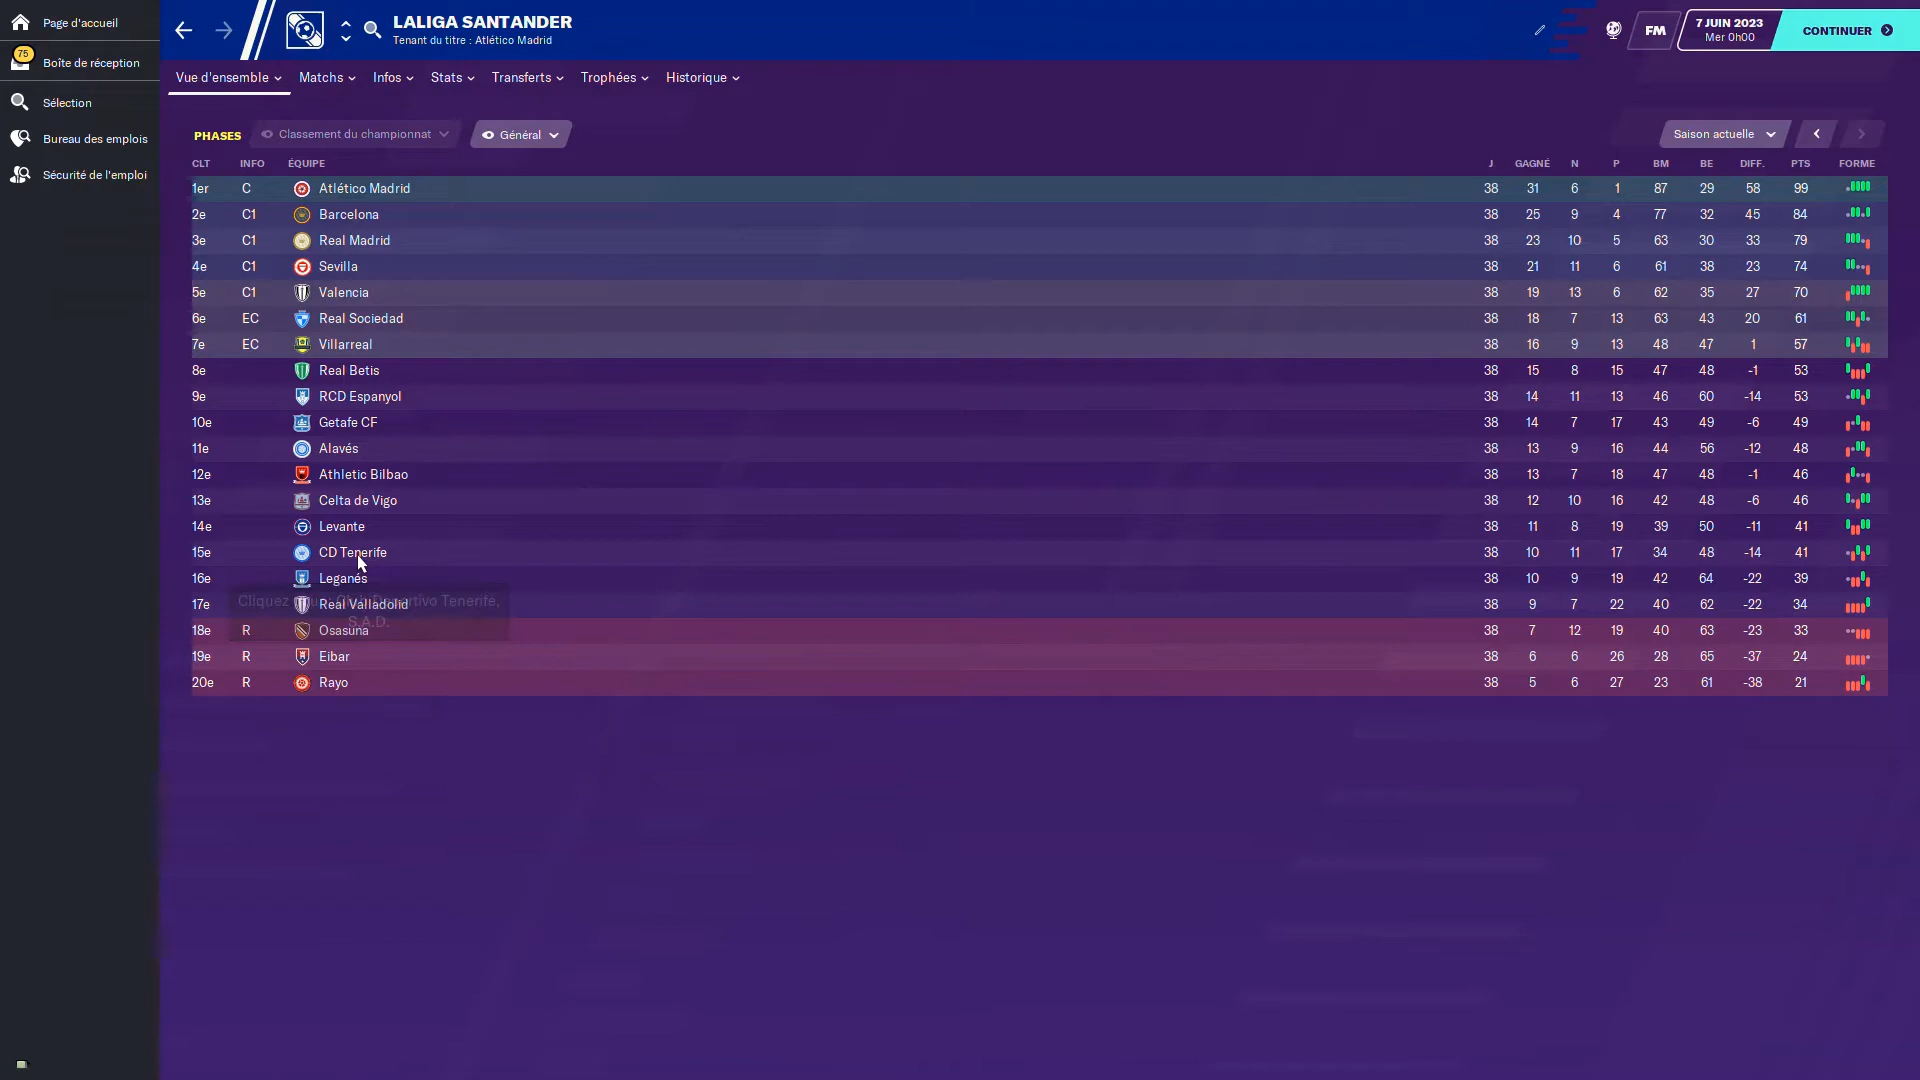 Page d'accueil
75
Boîte de réception
Sélection
Bureau des emplois
Sécurité de l'emploi
LALIGA SANTANDER
Tenant du titre : Atlético Madrid
FM
7 JUIN 2023
Mer 0h00
CONTINUER
Vue d'ensemble Matchs Infos Stats Transferts Trophées Historique
PHASES Classement du championnat Général Saison actuelle
CLT INFO ÉQUIPE J GAGNÉ N P BM BE DIFF. PTS FORME
1er C Atlético Madrid 38 31 6 1 87 29 58 99
2e C1 Barcelona 38 25 9 4 77 32 45 84
3e C1 Real Madrid 38 23 10 5 63 30 33 79
4e C1 Sevilla 38 21 11 6 61 38 23 74
5e C1 Valencia 38 19 13 6 62 35 27 70
6e EC Real Sociedad 38 18 7 13 63 43 20 61
7e EC Villarreal 38 16 9 13 48 47 1 57
8e Real Betis 38 15 8 15 47 48 -1 53
9e RCD Espanyol 38 14 11 13 46 60 -14 53
10e Getafe CF 38 14 7 17 43 49 -6 49
11e Alavés 38 13 9 16 44 56 -12 48
12e Athletic Bilbao 38 13 7 18 47 48 -1 46
13e Celta de Vigo 38 12 10 16 42 48 -6 46
14e Levante 38 11 8 19 39 50 -11 41
15e CD Tenerife 38 10 11 17 34 48 -14 41
16e Leganés 38 10 9 19 42 64 -22 39
Cliquez Tenerife,
17e Real Valladolid 38 9 7 22 40 62 -22 34
S.A.D.
18e R Osasuna 38 7 12 19 40 63 -23 33
19e R Eibar 38 6 6 26 28 65 -37 24
20e R Rayo 38 5 6 27 23 61 -38 21